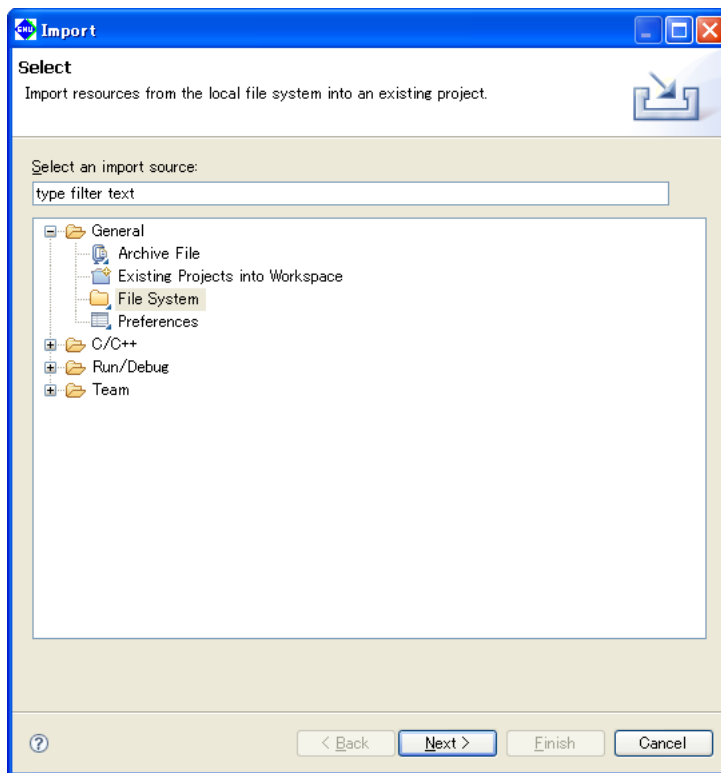 GNU Import
Select
Import resources from the local file system into an existing project.
Select an import source:
type filter text
General
Archive File
Existing Projects into Workspace
File System
Preferences
C/C++
Run/Debug
Team
?
< Back Next > Finish Cancel